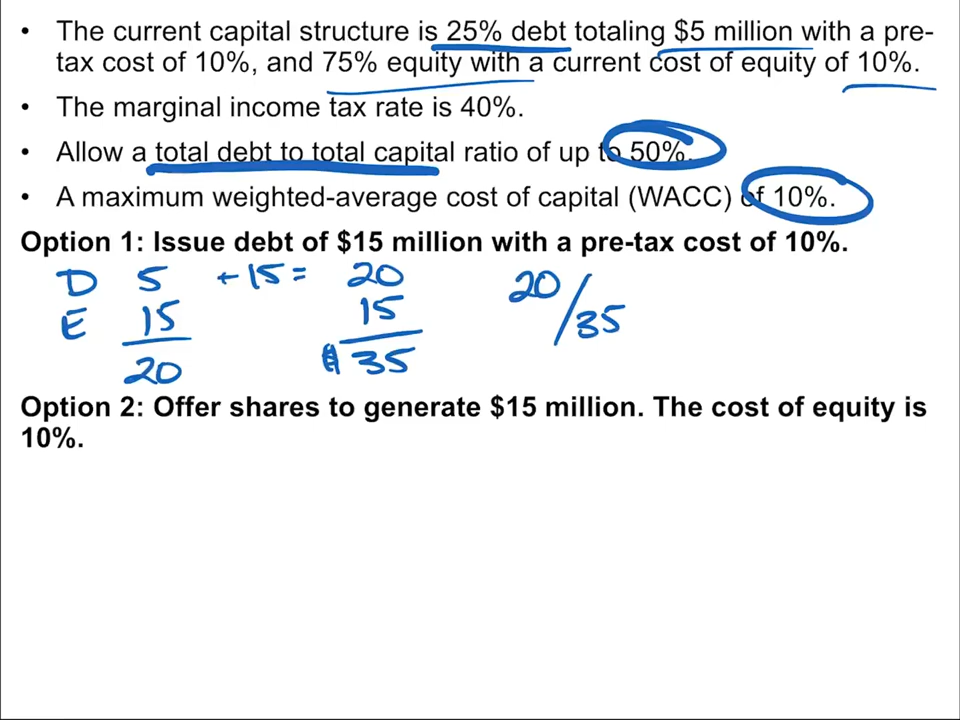 • The current capital structure is 25% debt totaling $5 million with a pre-
tax cost of 10%, and 75% equity with a current cost of equity of 10%.
• The marginal income tax rate is 40%.
• Allow a total debt to total capital ratio of up to 50%.
• A maximum weighted-average cost of capital (WACC) of 10%.
Option 1: Issue debt of $15 million with a pre-tax cost of 10%.
D 5 +15= 20 20/35
E 15 15
20 $35
Option 2: Offer shares to generate $15 million. The cost of equity is
10%.